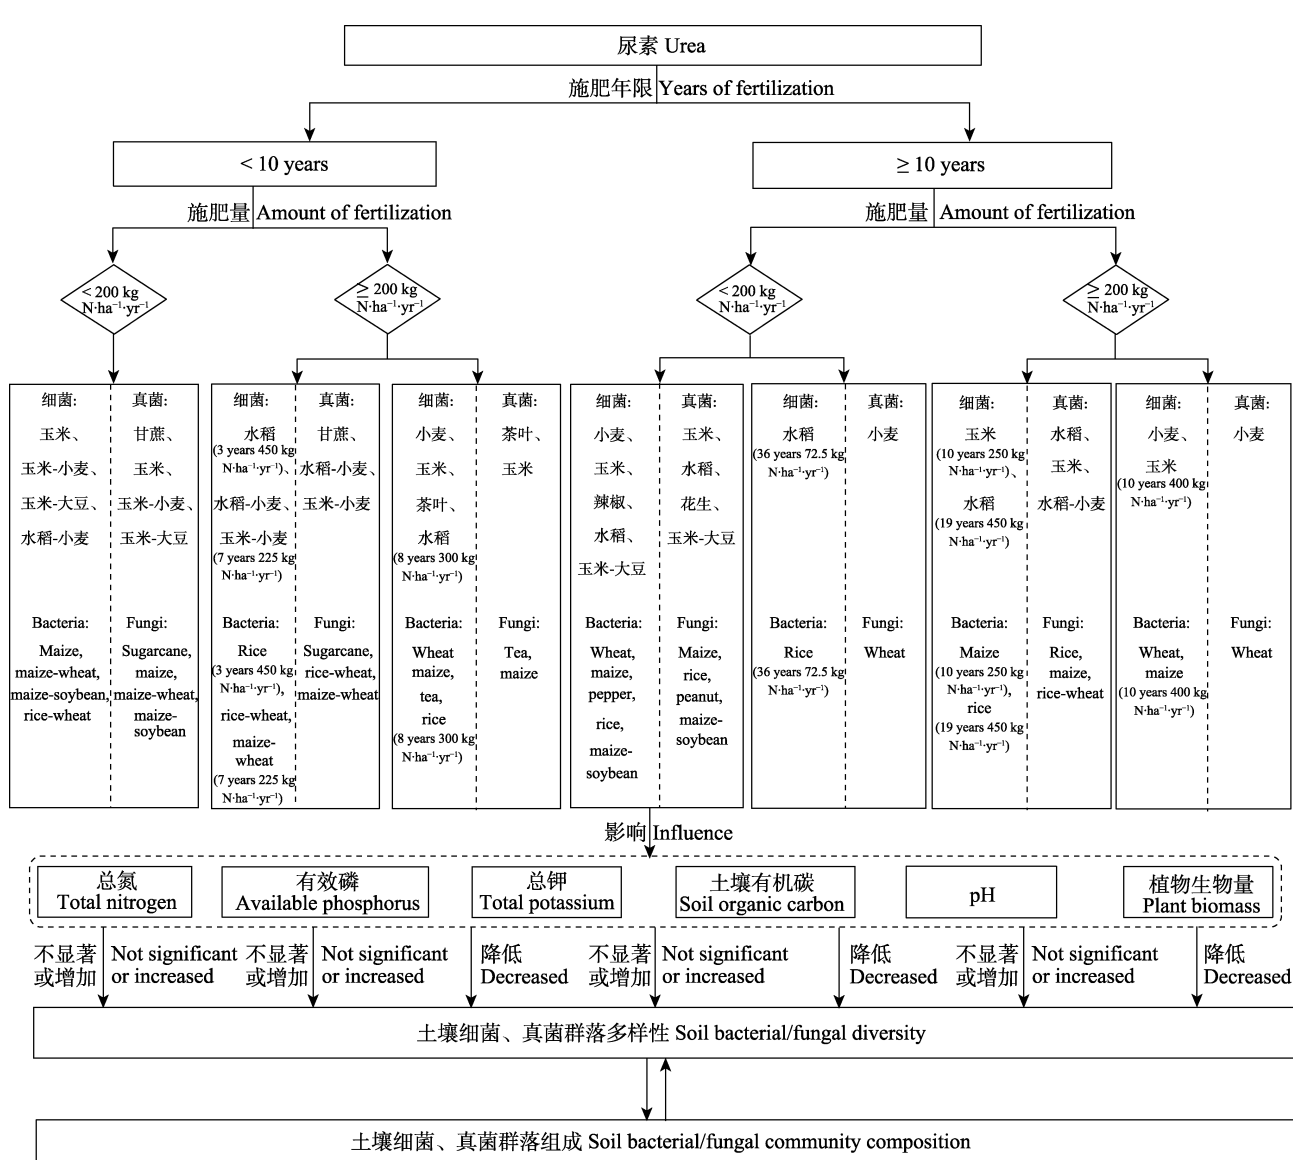 尿素 Urea
施肥年限 Years of fertilization
< 10 years
≥ 10 years
施肥量 Amount of fertilization
施肥量 Amount of fertilization
< 200 kg
N·ha⁻¹·yr⁻¹
≥ 200 kg
N·ha⁻¹·yr⁻¹
< 200 kg
N·ha⁻¹·yr⁻¹
≥ 200 kg
N·ha⁻¹·yr⁻¹
细菌:
玉米、
玉米-小麦、
玉米-大豆、
水稻-小麦
Bacteria:
Maize,
maize-wheat,
maize-soybean,
rice-wheat
真菌:
甘蔗、
玉米、
玉米-小麦、
玉米-大豆
Fungi:
Sugarcane,
maize,
maize-wheat,
maize-
soybean
细菌:
水稻
(3 years 450 kg
N·ha⁻¹·yr⁻¹)、
水稻-小麦、
玉米-小麦
(7 years 225 kg
N·ha⁻¹·yr⁻¹)
Bacteria:
Rice
(3 years 450 kg
N·ha⁻¹·yr⁻¹),
rice-wheat,
maize-
wheat
(7 years 225 kg
N·ha⁻¹·yr⁻¹)
真菌:
甘蔗、
水稻-小麦、
玉米-小麦
Fungi:
Sugarcane,
rice-wheat,
maize-wheat
细菌:
小麦、
玉米、
茶叶、
水稻
(8 years 300 kg
N·ha⁻¹·yr⁻¹)
Bacteria:
Wheat
maize,
tea,
rice
(8 years 300 kg
N·ha⁻¹·yr⁻¹)
真菌:
茶叶、
玉米
Fungi:
Tea,
maize
细菌:
小麦、
玉米、
辣椒、
水稻、
玉米-大豆
Bacteria:
Wheat,
maize,
pepper,
rice,
maize-
soybean
真菌:
玉米、
水稻、
花生、
玉米-大豆
Fungi:
Maize,
rice,
peanut,
maize-
soybean
细菌:
水稻
(36 years 72.5 kg
N·ha⁻¹·yr⁻¹)
Bacteria:
Rice
(36 years 72.5 kg
N·ha⁻¹·yr⁻¹)
真菌:
小麦
Fungi:
Wheat
细菌:
玉米
(10 years 250 kg
N·ha⁻¹·yr⁻¹)、
水稻
(19 years 450 kg
N·ha⁻¹·yr⁻¹)
Bacteria:
Maize
(10 years 250 kg
N·ha⁻¹·yr⁻¹),
rice
(19 years 450 kg
N·ha⁻¹·yr⁻¹)
真菌:
水稻、
玉米、
水稻-小麦
Fungi:
Rice,
maize,
rice-wheat
细菌:
小麦、
玉米
(10 years 400 kg
N·ha⁻¹·yr⁻¹)
Bacteria:
Wheat,
maize
(10 years 400 kg
N·ha⁻¹·yr⁻¹)
真菌:
小麦
Fungi:
Wheat
影响 Influence
总氮
Total nitrogen
有效磷
Available phosphorus
总钾
Total potassium
土壤有机碳
Soil organic carbon
pH
植物生物量
Plant biomass
不显著
或增加
Not significant
or increased
不显著
或增加
Not significant
or increased
降低
Decreased
不显著
或增加
Not significant
or increased
降低
Decreased
不显著
或增加
Not significant
or increased
降低
Decreased
土壤细菌、真菌群落多样性 Soil bacterial/fungal diversity
土壤细菌、真菌群落组成 Soil bacterial/fungal community composition